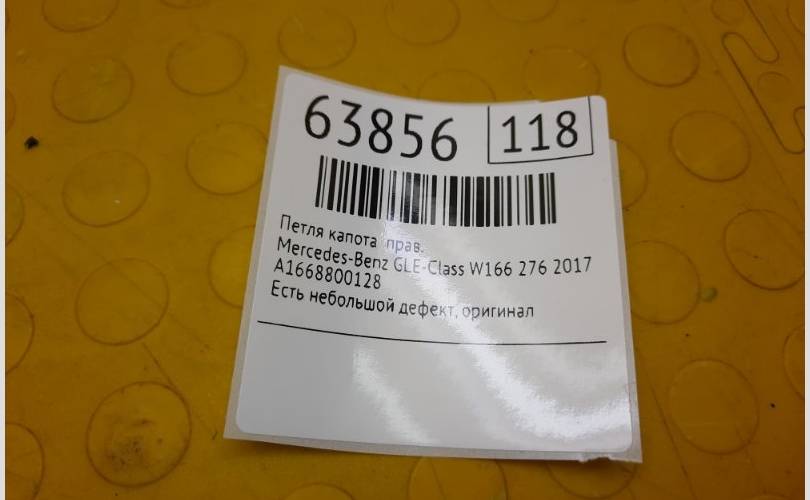 63856 118
Петля капота прав.
Mercedes-Benz GLE-Class W166 276 2017
A1668800128
Есть небольшой дефект, оригинал